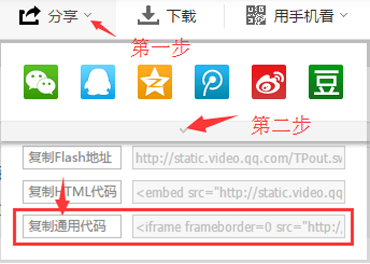 分享 下载 用手机看
第一步
豆
第二步
复制Flash地址 http://static.video.qq.com/TPout.sw
复制HTML代码 <embed src="http://static.video.qq
复制通用代码 <iframe frameborder=0 src="http:/